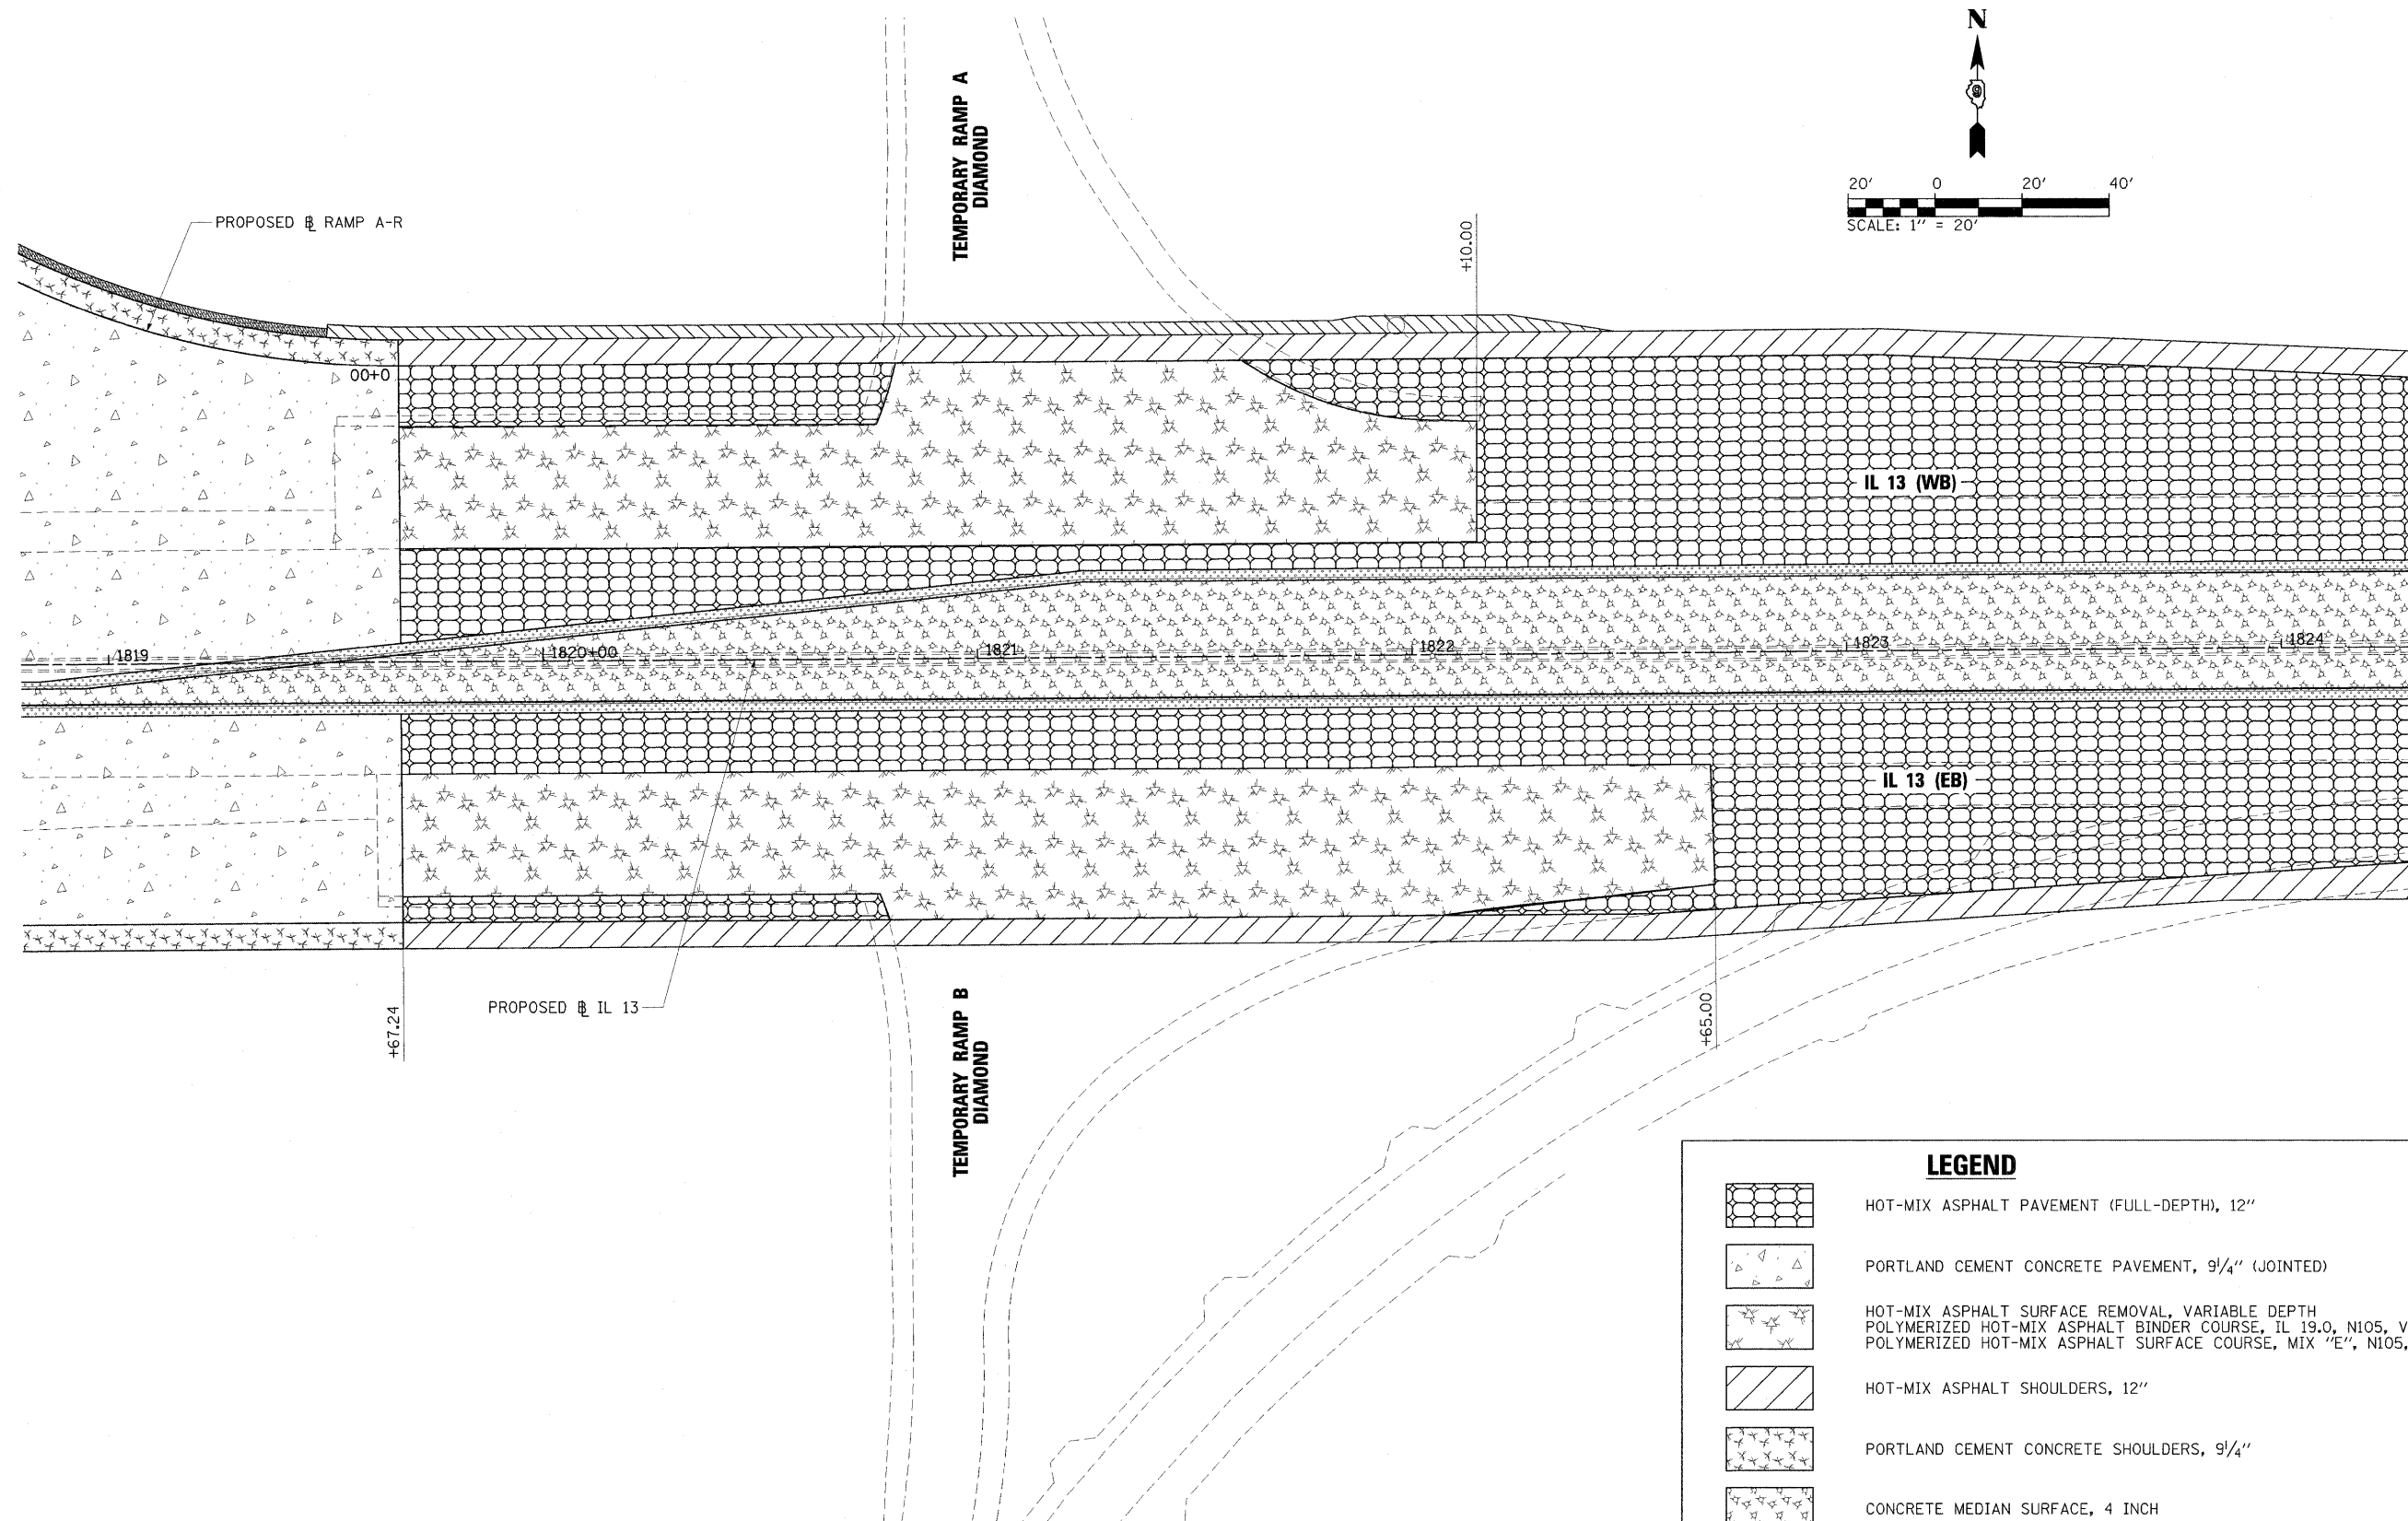 N
9
20' 0 20' 40'
SCALE: 1" = 20'
TEMPORARY RAMP A
DIAMOND
PROPOSED ⅊ RAMP A-R
+10.00
00+0
IL 13 (WB)
1819
1820+00
1821
1822
1823
1824
IL 13 (EB)
PROPOSED ⅊ IL 13
+67.24
TEMPORARY RAMP B
DIAMOND
+65.00
LEGEND
HOT-MIX ASPHALT PAVEMENT (FULL-DEPTH), 12"
PORTLAND CEMENT CONCRETE PAVEMENT, 9¼" (JOINTED)
HOT-MIX ASPHALT SURFACE REMOVAL, VARIABLE DEPTH
POLYMERIZED HOT-MIX ASPHALT BINDER COURSE, IL 19.0, N105, V
POLYMERIZED HOT-MIX ASPHALT SURFACE COURSE, MIX "E", N105,
HOT-MIX ASPHALT SHOULDERS, 12"
PORTLAND CEMENT CONCRETE SHOULDERS, 9¼"
CONCRETE MEDIAN SURFACE, 4 INCH